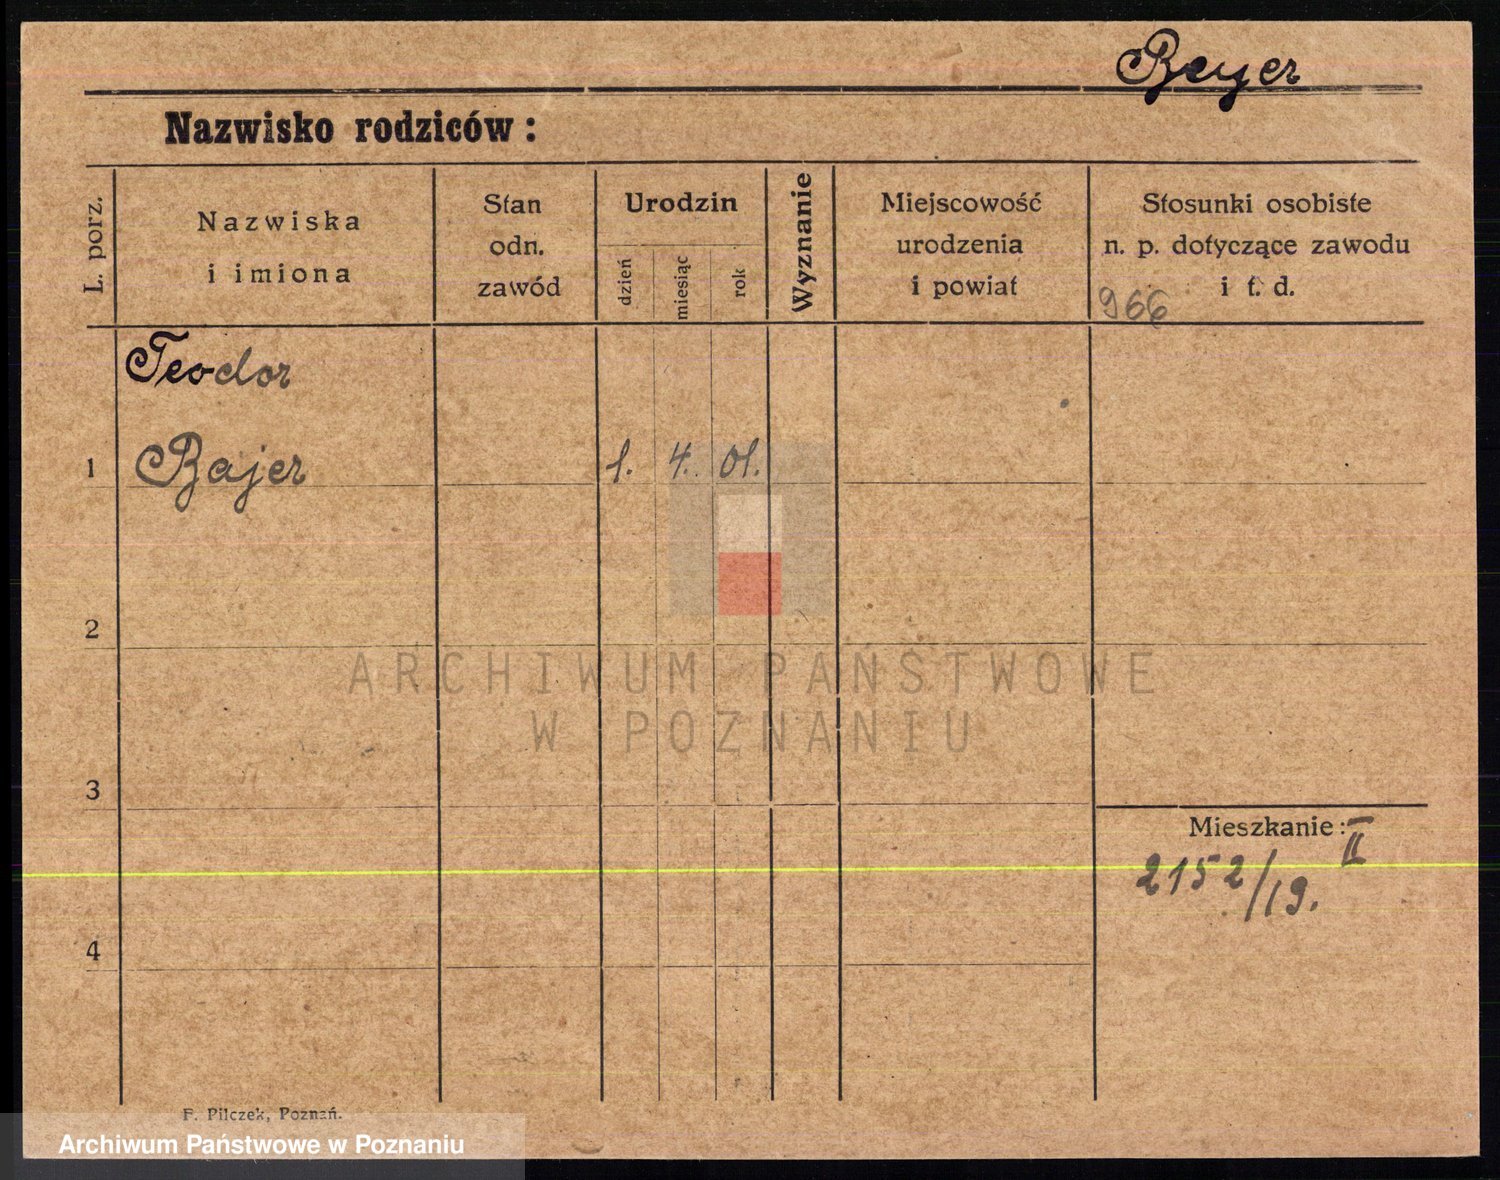 Beyer
Nazwisko rodziców:
L. porz.
Nazwiska
i imiona
Stan
odn.
zawód
Urodzin
dzień
miesiąc
rok
Wyznanie
Miejscowość
urodzenia
i powiat
Stosunki osobiste
n. p. dotyczące zawodu
i t. d.
966
Teodor
1 Bajer 1. 4. 01.
2
3
4
Mieszkanie: II
2152/19.
ARCHIWUM PAŃSTWOWE
W POZNANIU
F. Pilczek, Poznań.
Archiwum Państwowe w Poznaniu